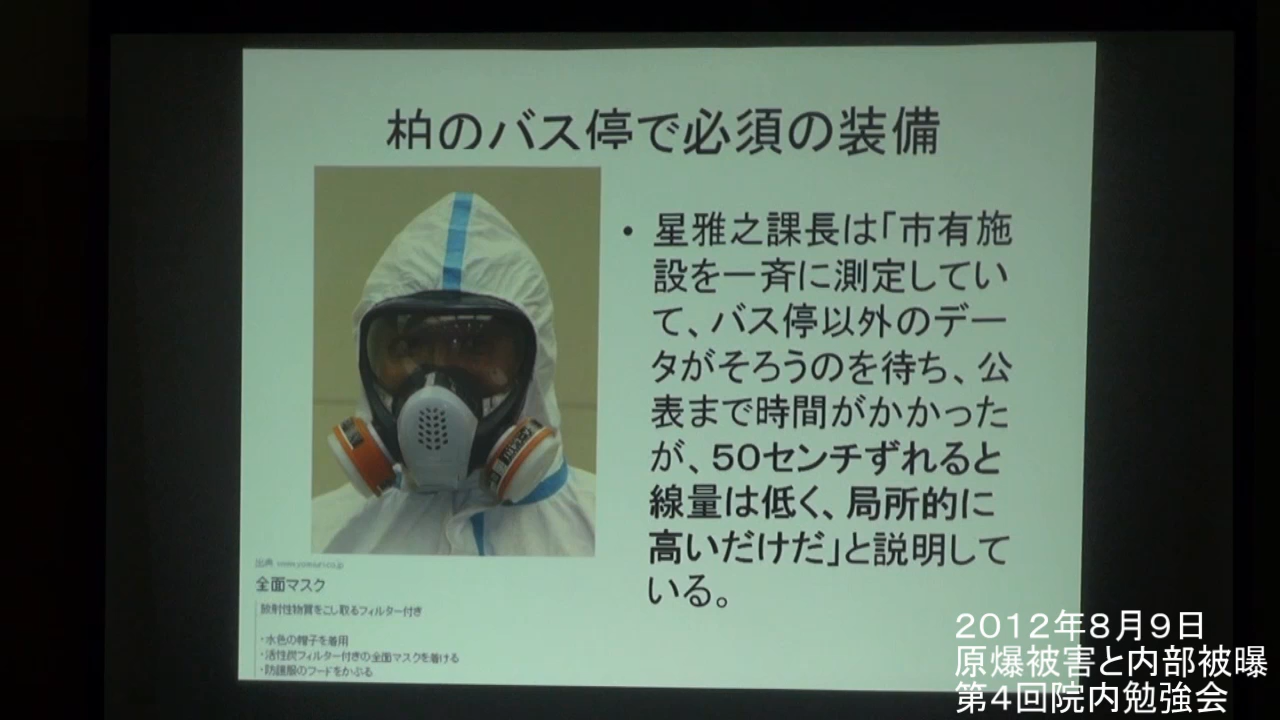 柏のバス停で必須の装備
• 星雅之課長は「市有施
設を一斉に測定してい
て、バス停以外のデー
タがそろうのを待ち、公
表まで時間がかかった
が、50センチずれると
線量は低く、局所的に
高いだけだ」と説明して
いる。
出典 www.yomiuri.co.jp
全面マスク
放射性物質をこし取るフィルター付き
・水色の帽子を着用
・活性炭フィルター付きの全面マスクを着ける
・防護服のフードをかぶる
2012年8月9日
原爆被害と内部被曝
第4回院内勉強会